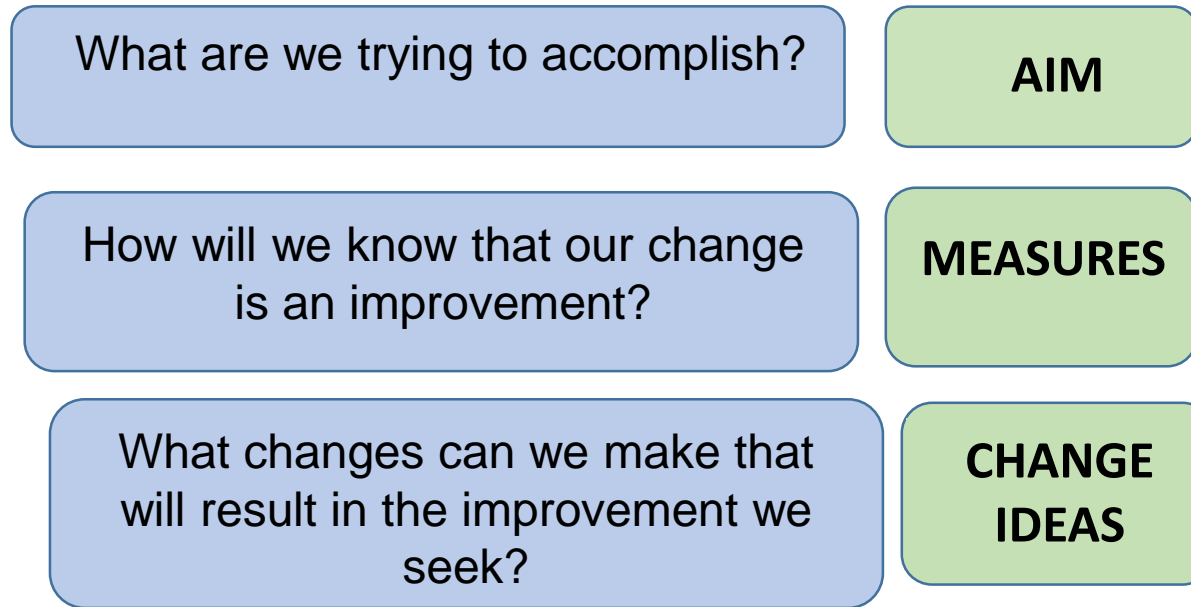 What are we trying to accomplish?
AIM
How will we know that our change
is an improvement?
MEASURES
What changes can we make that
will result in the improvement we
seek?
CHANGE
IDEAS